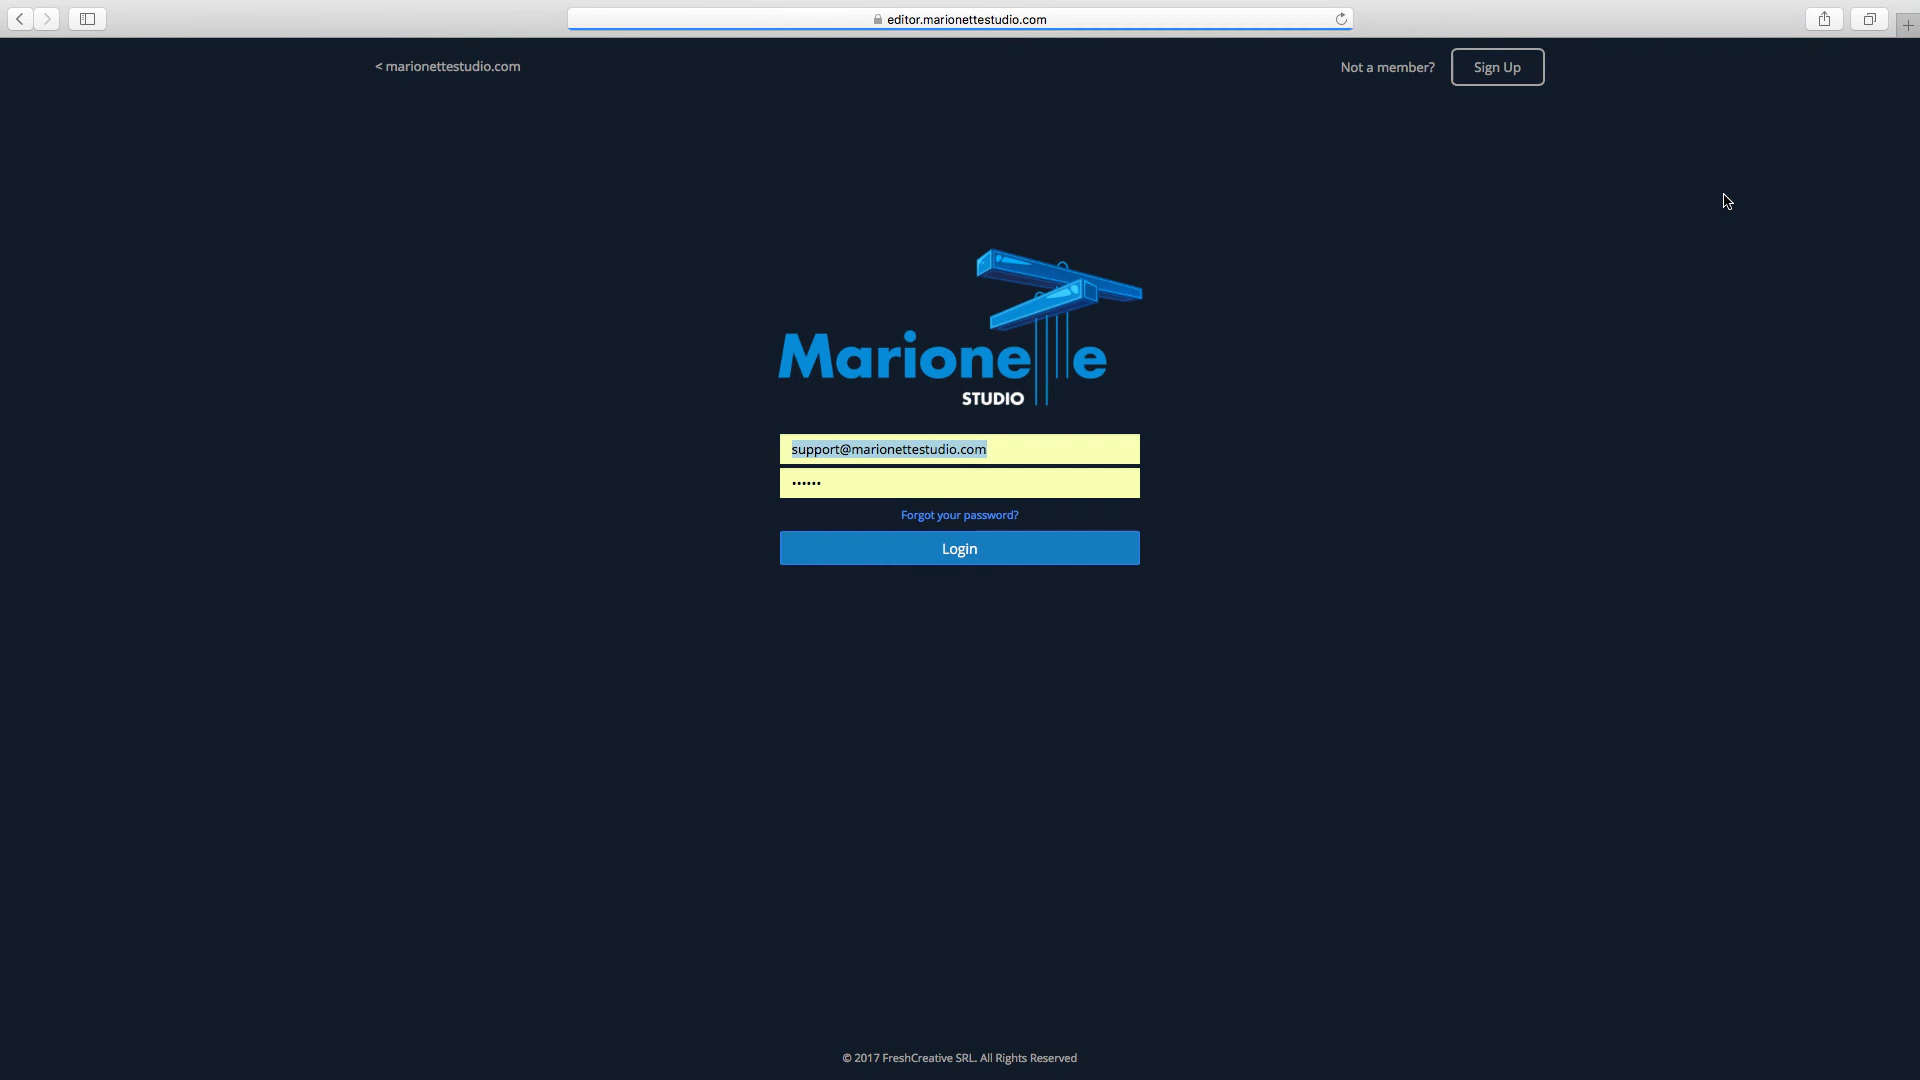 editor.marionettestudio.com
< marionettestudio.com
Not a member?
Sign Up
Marionette
STUDIO
support@marionettestudio.com
••••••
Forgot your password?
Login
© 2017 FreshCreative SRL. All Rights Reserved